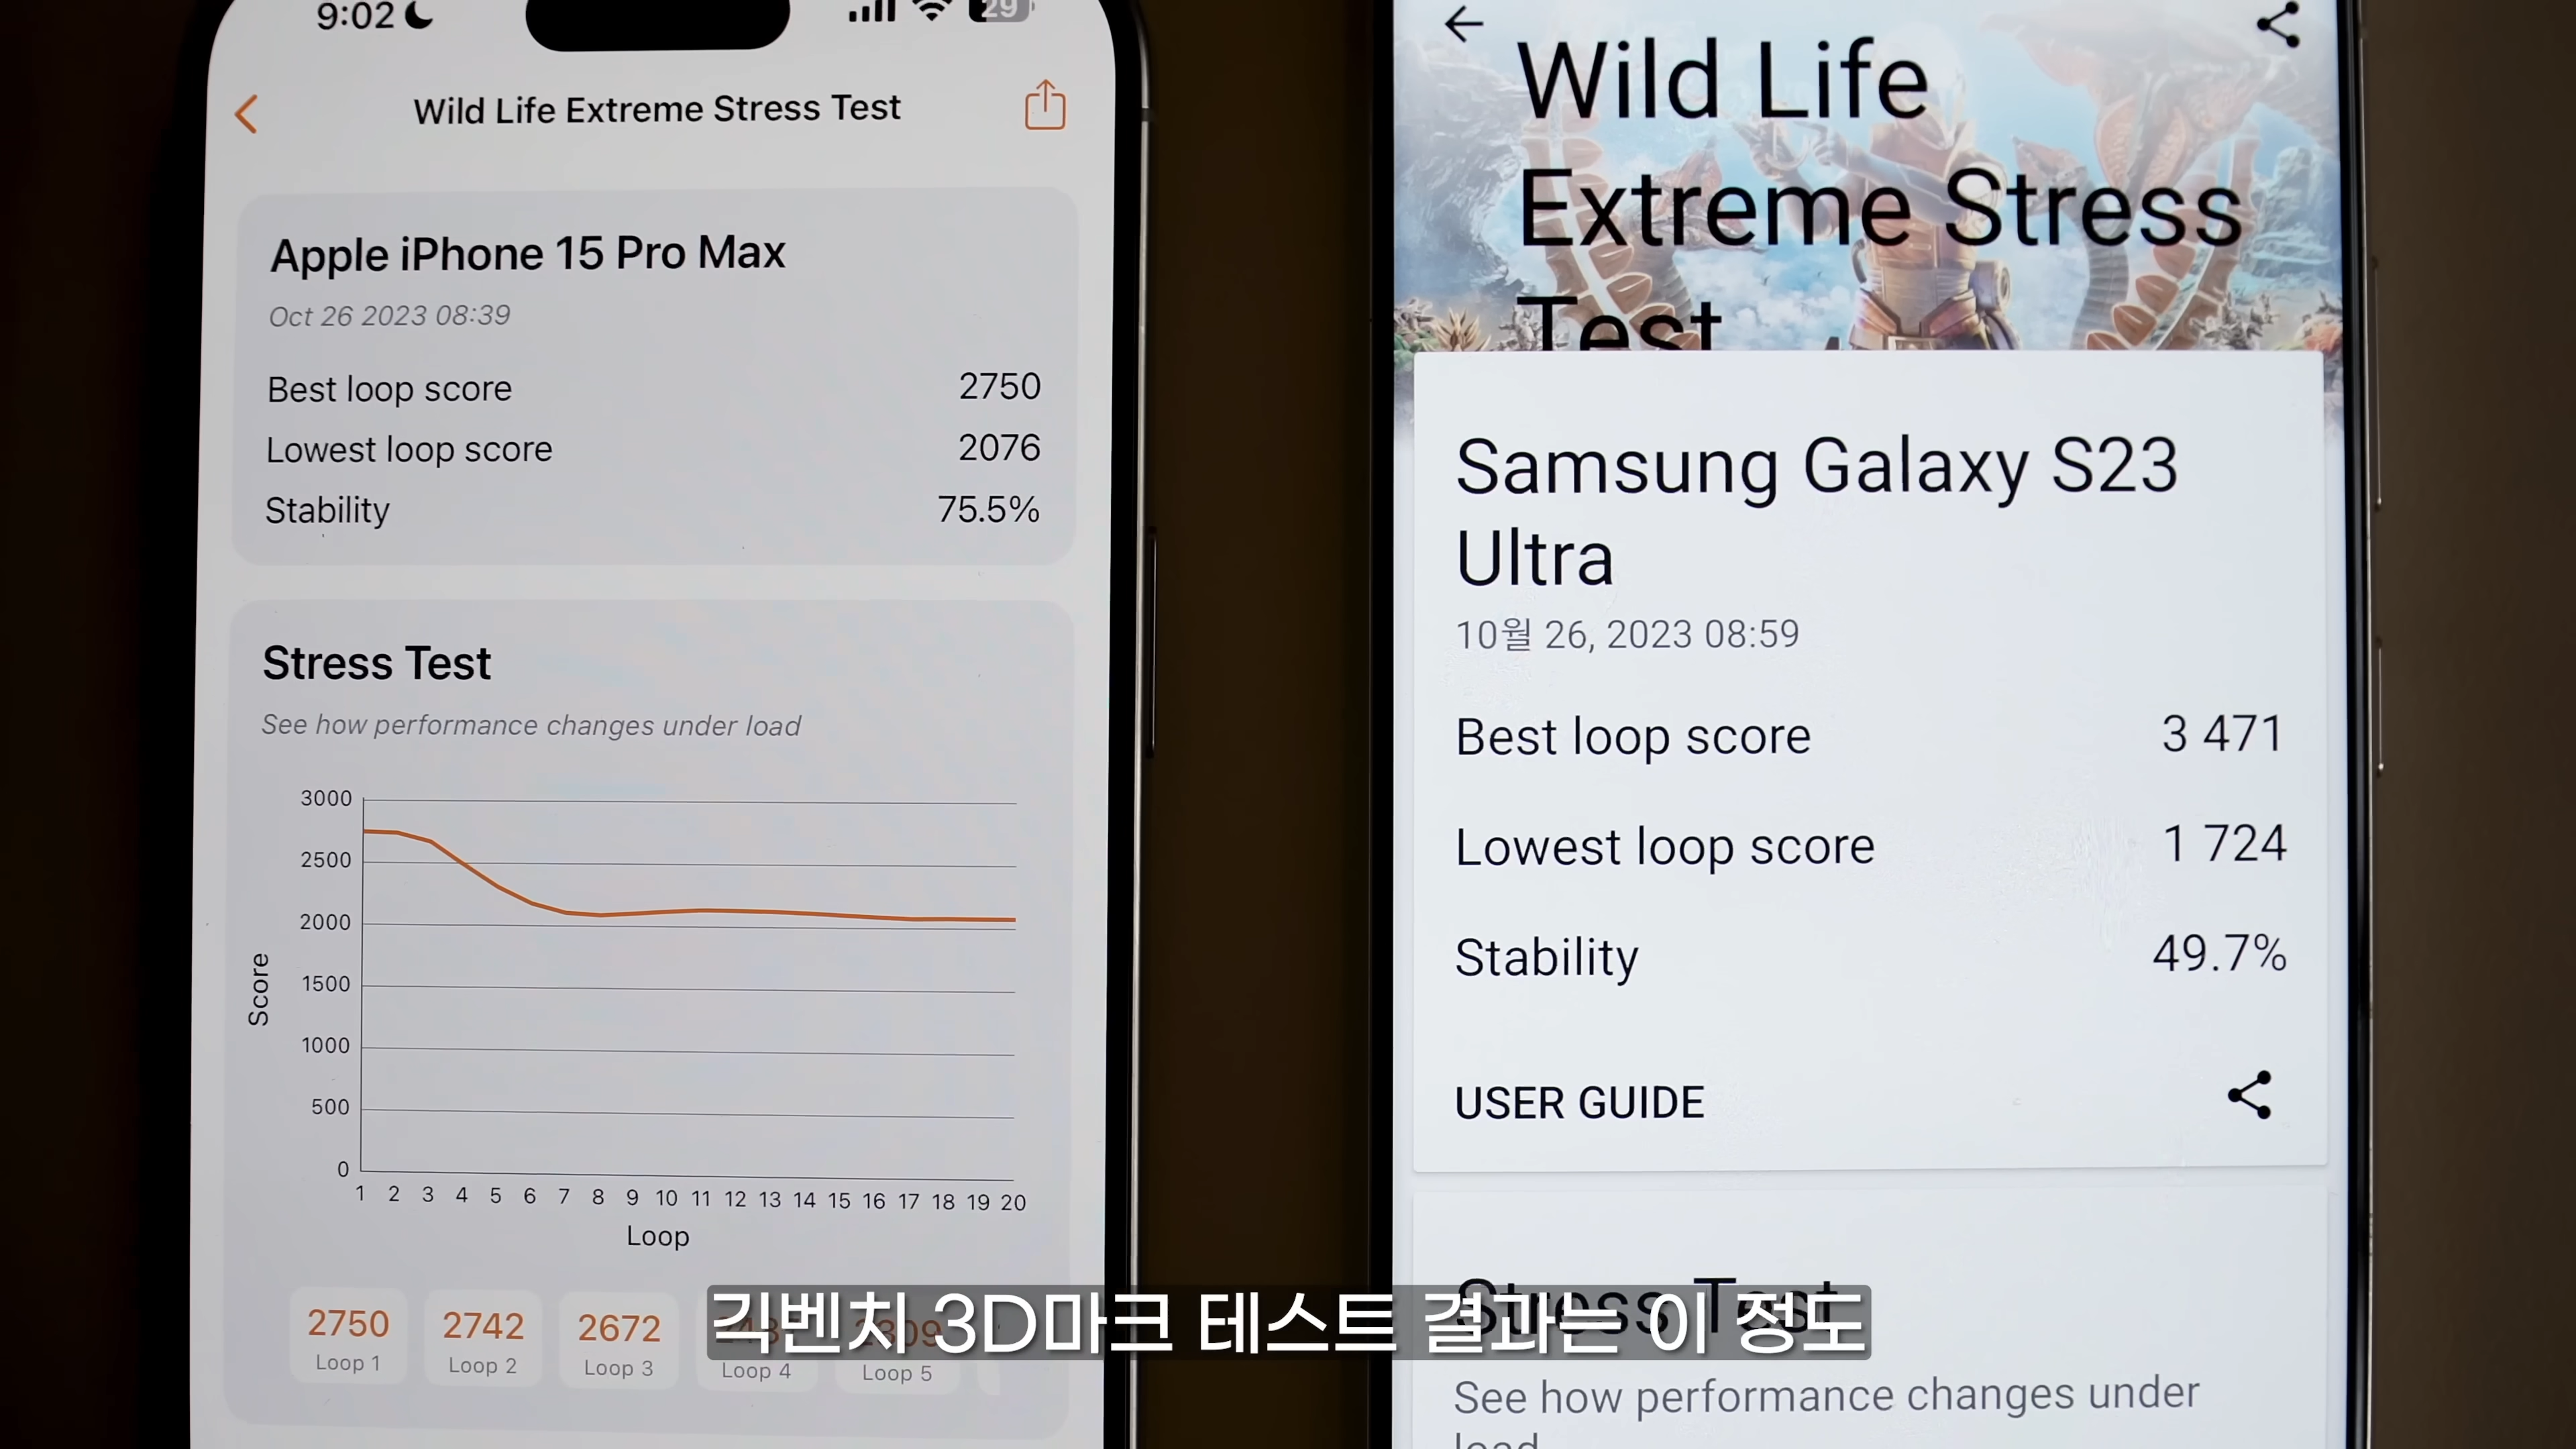 9:02
29
Wild Life Extreme Stress Test
Apple iPhone 15 Pro Max
Oct 26 2023 08:39
Best loop score 2750
Lowest loop score 2076
Stability 75.5%
Stress Test
See how performance changes under load
3000
2500
2000
1500
1000
500
0
Score
1 2 3 4 5 6 7 8 9 10 11 12 13 14 15 16 17 18 19 20
Loop
2750 2742 2672
Loop 1 Loop 2 Loop 3 Loop 4 Loop 5
Wild Life
Extreme Stress
Test
Samsung Galaxy S23
Ultra
10월 26, 2023 08:59
Best loop score 3 471
Lowest loop score 1 724
Stability 49.7%
USER GUIDE
Stress Test
See how performance changes under
load
긱벤치 3D마크 테스트 결과는 이 정도